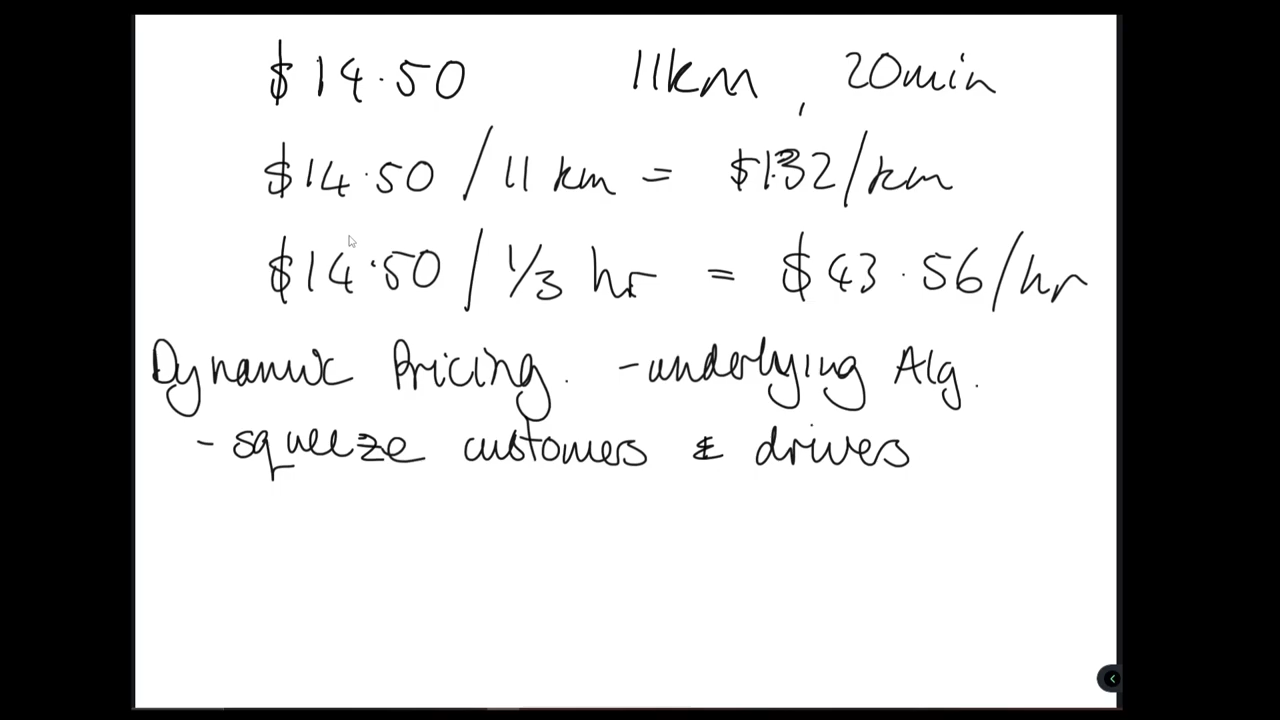 $14.50 11km, 20min
$14.50 / 11 km = $1.32/km
$14.50 / 1/3 hr = $43.56/hr
Dynamic Pricing. - underlying Alg.
- squeeze customers & drivers